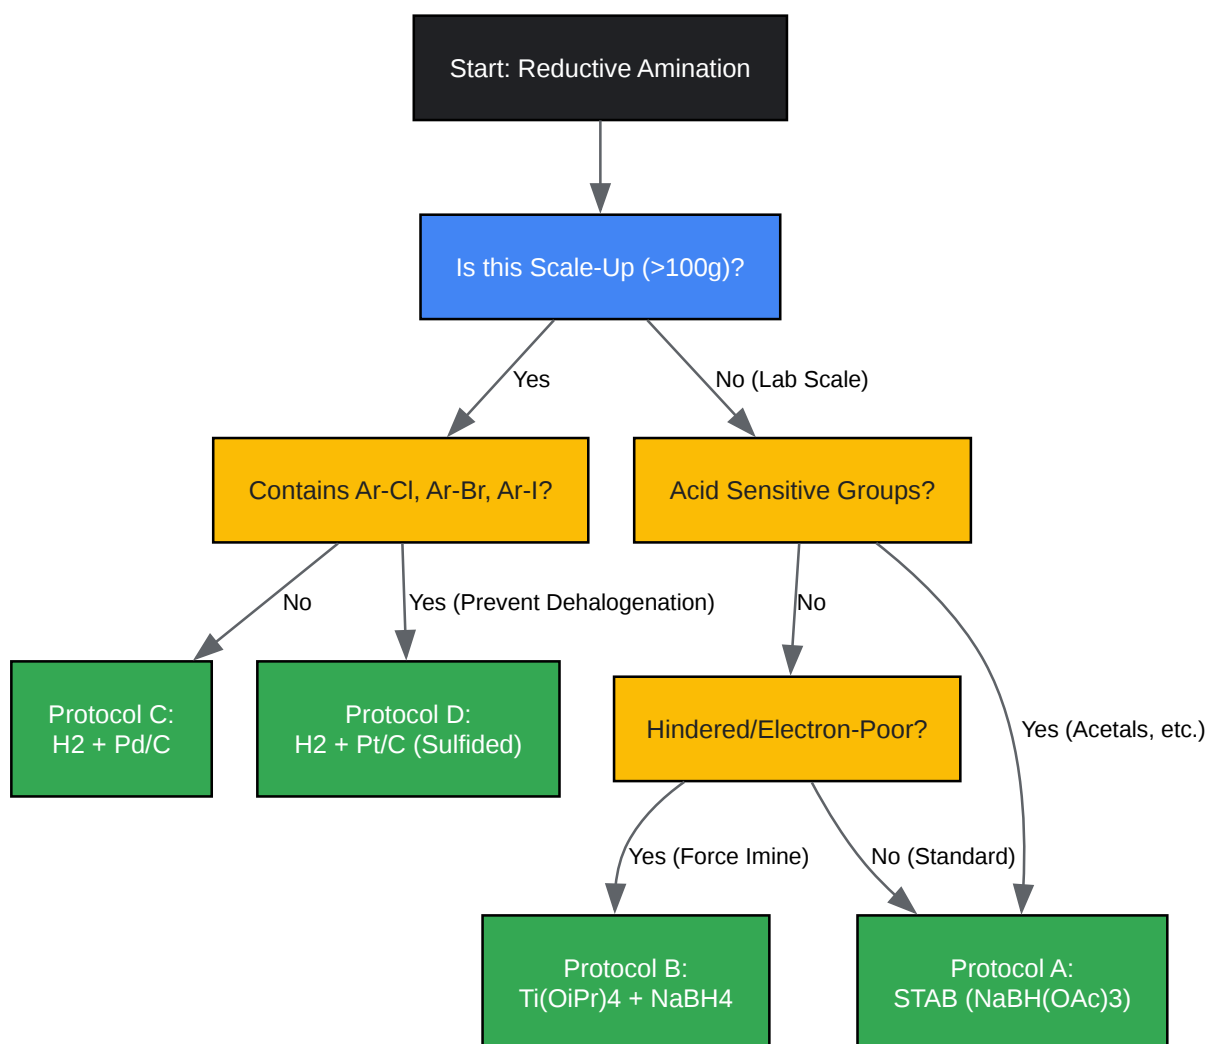 Start: Reductive Amination
Is this Scale-Up (>100g)?
Yes
No (Lab Scale)
Contains Ar-Cl, Ar-Br, Ar-I?
Acid Sensitive Groups?
No
Yes (Prevent Dehalogenation)
No
Protocol C:
H2 + Pd/C
Protocol D:
H2 + Pt/C (Sulfided)
Hindered/Electron-Poor?
Yes (Acetals, etc.)
Yes (Force Imine)
No (Standard)
Protocol B:
Ti(OiPr)4 + NaBH4
Protocol A:
STAB (NaBH(OAc)3)